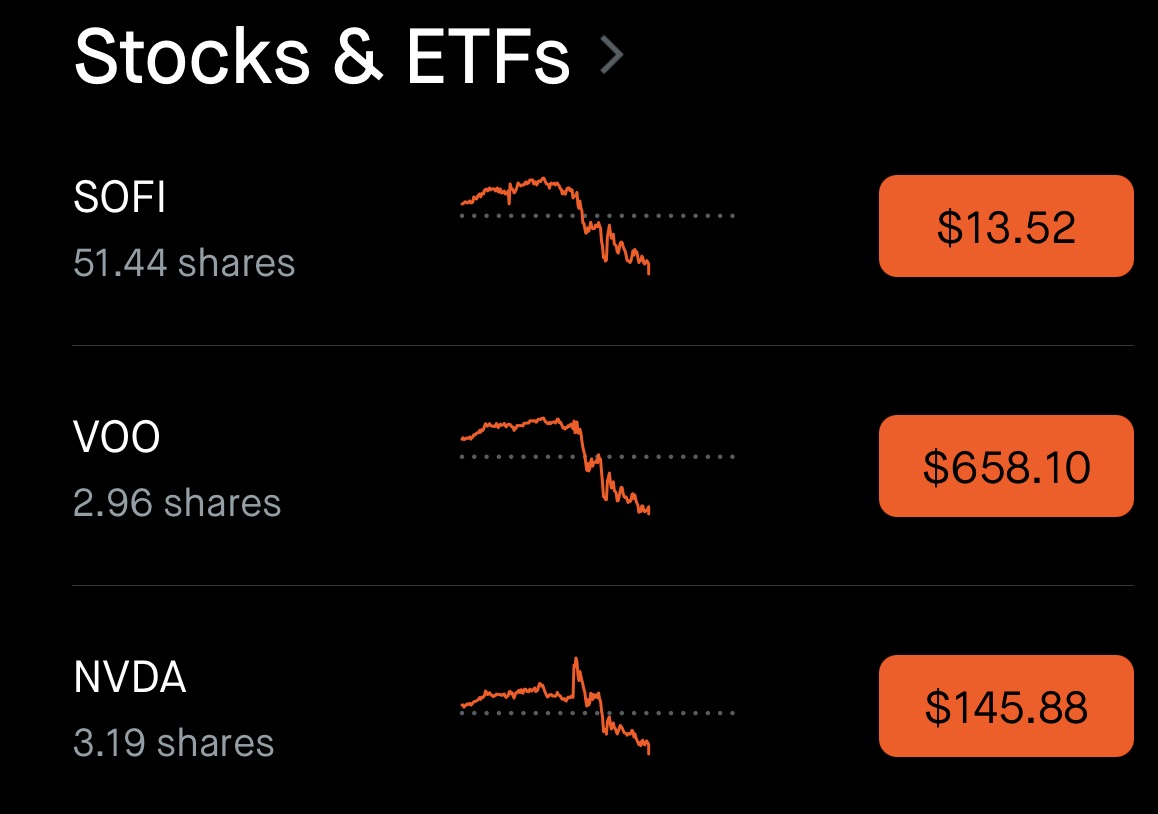 Stocks & ETFs
SOFI
51.44 shares
$13.52
VOO
2.96 shares
$658.10
NVDA
3.19 shares
$145.88